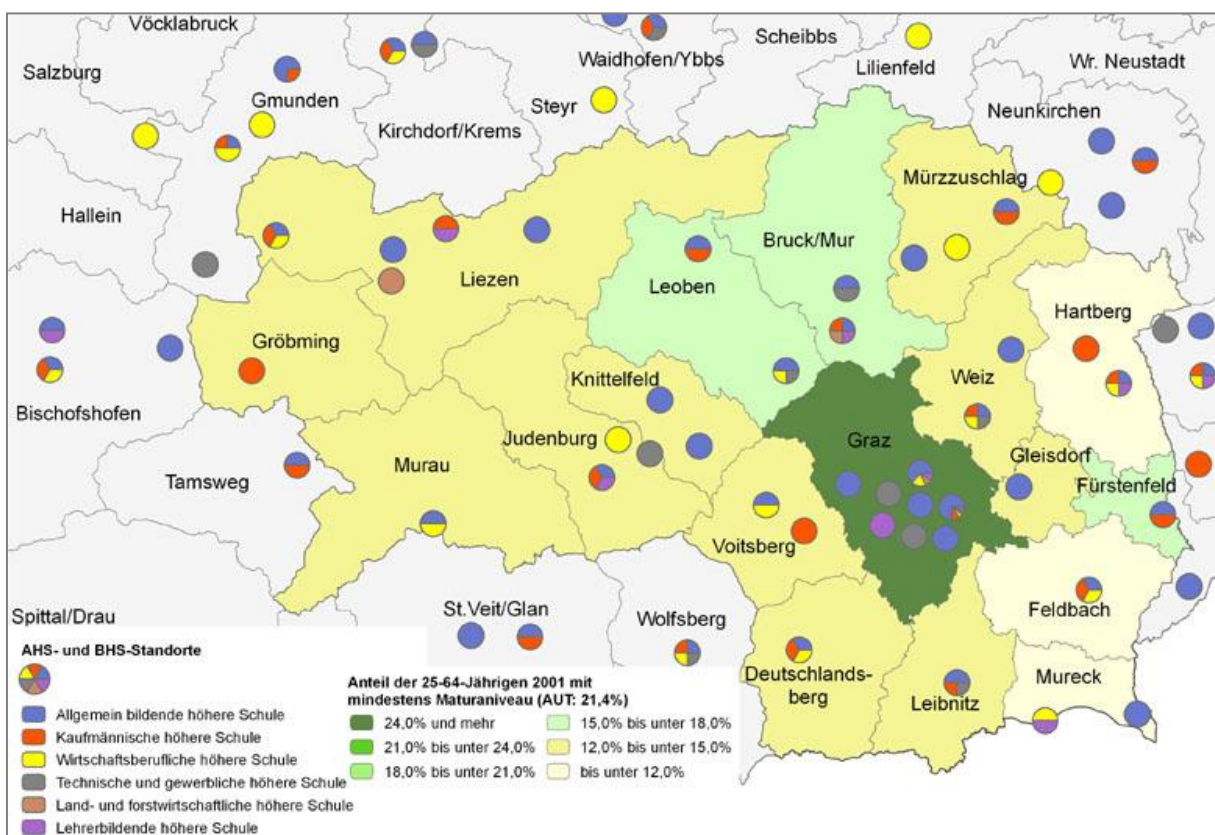 Vöcklabruck
Scheibbs
Waidhofen/Ybbs
Salzburg
Lilienfeld
Wr. Neustadt
Gmunden
Steyr
Neunkirchen
Kirchdorf/Krems
Mürzzuschlag
Hallein
Bruck/Mur
Liezen
Leoben
Hartberg
Gröbming
Weiz
Knittelfeld
Bischofshofen
Judenburg
Graz
Murau
Gleisdorf
Tamsweg
Fürstenfeld
Voitsberg
Feldbach
Spittal/Drau
St.Veit/Glan
Wolfsberg
Deutschlands-
berg
Mureck
Leibnitz
AHS- und BHS-Standorte
Allgemein bildende höhere Schule
Kaufmännische höhere Schule
Wirtschaftsberufliche höhere Schule
Technische und gewerbliche höhere Schule
Land- und forstwirtschaftliche höhere Schule
Lehrerbildende höhere Schule
Anteil der 25-64-Jährigen 2001 mit
mindestens Maturaniveau (AUT: 21,4%)
24,0% und mehr
21,0% bis unter 24,0%
18,0% bis unter 21,0%
15,0% bis unter 18,0%
12,0% bis unter 15,0%
bis unter 12,0%